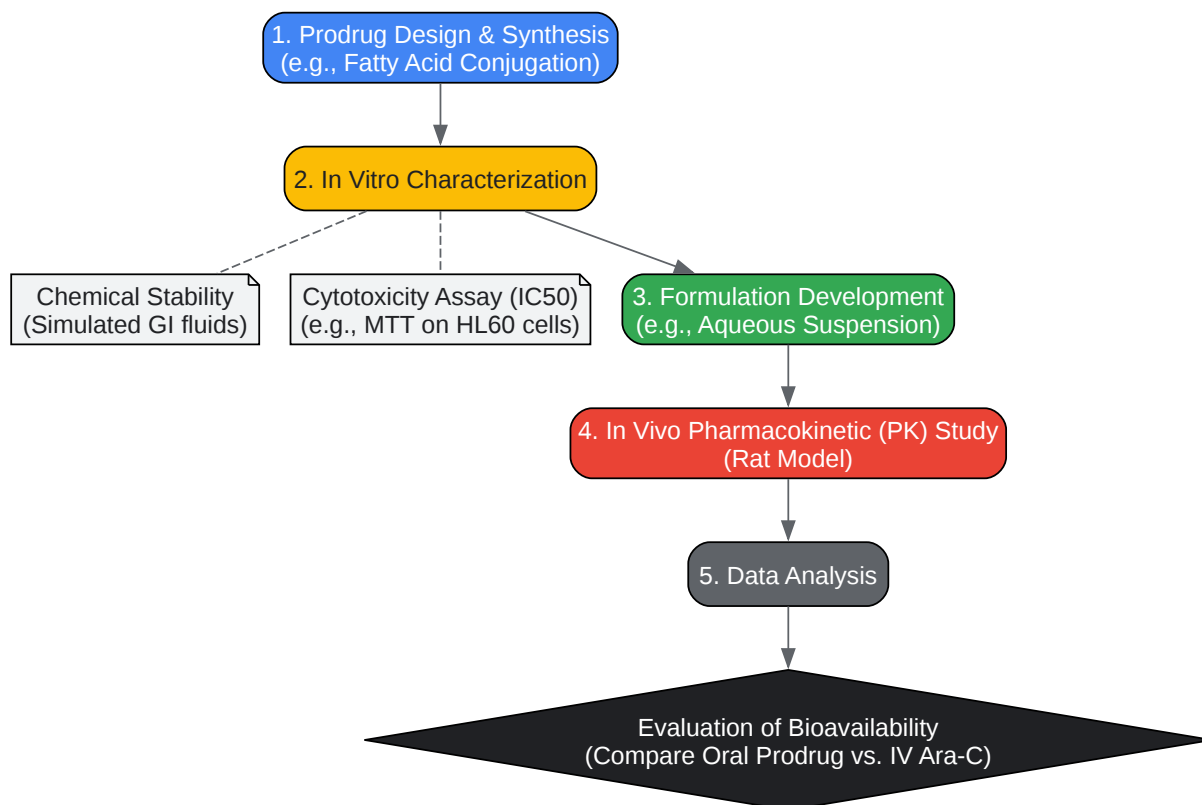 1. Prodrug Design & Synthesis
(e.g., Fatty Acid Conjugation)
2. In Vitro Characterization
Chemical Stability
(Simulated GI fluids)
Cytotoxicity Assay (IC50)
(e.g., MTT on HL60 cells)
3. Formulation Development
(e.g., Aqueous Suspension)
4. In Vivo Pharmacokinetic (PK) Study
(Rat Model)
5. Data Analysis
Evaluation of Bioavailability
(Compare Oral Prodrug vs. IV Ara-C)